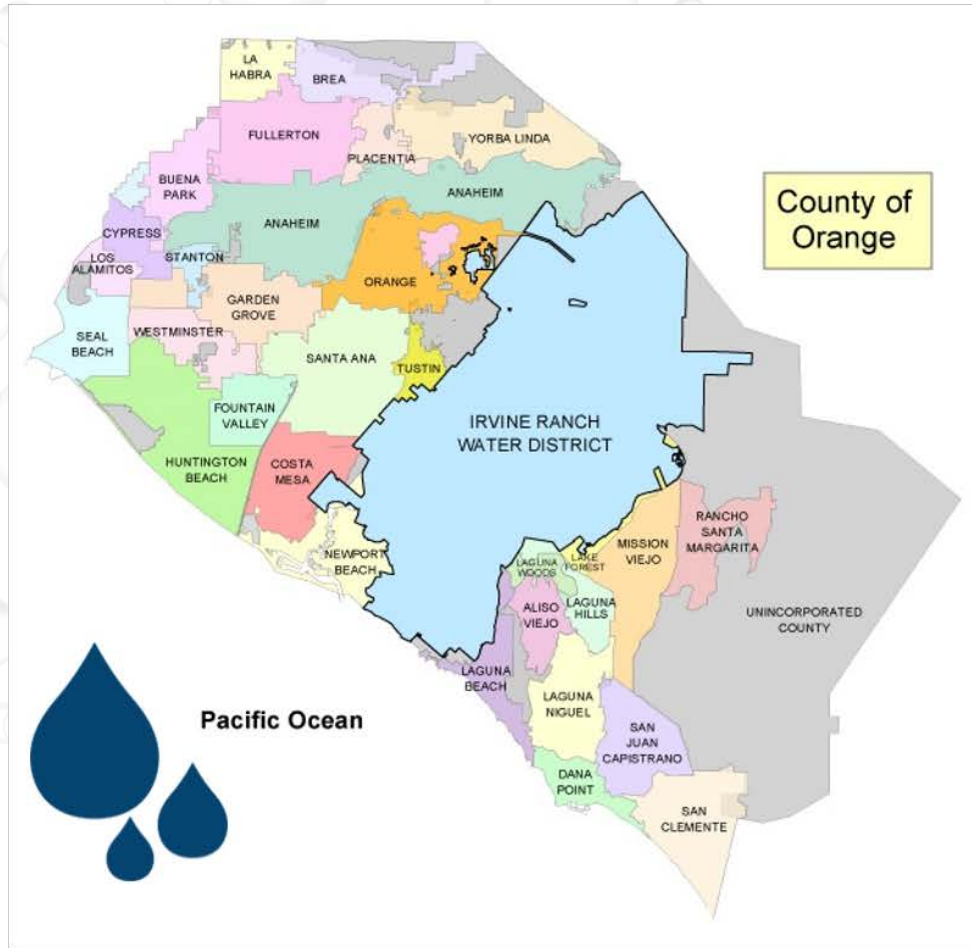 LA
HABRA
BREA
FULLERTON
PLACENTIA
YORBA LINDA
BUENA
PARK
ANAHEIM
ANAHEIM
County of
Orange
CYPRESS
LOS
ALAMITOS
STANTON
ORANGE
GARDEN
GROVE
SEAL
BEACH
WESTMINSTER
SANTA ANA
TUSTIN
FOUNTAIN
VALLEY
IRVINE RANCH
WATER DISTRICT
HUNTINGTON
BEACH
COSTA
MESA
NEWPORT
BEACH
LAGUNA
WOODS
LAKE
FOREST
MISSION
VIEJO
RANCHO
SANTA
MARGARITA
ALISO
VIEJO
LAGUNA
HILLS
UNINCORPORATED
COUNTY
LAGUNA
BEACH
LAGUNA
NIGUEL
Pacific Ocean
SAN
JUAN
CAPISTRANO
DANA
POINT
SAN
CLEMENTE